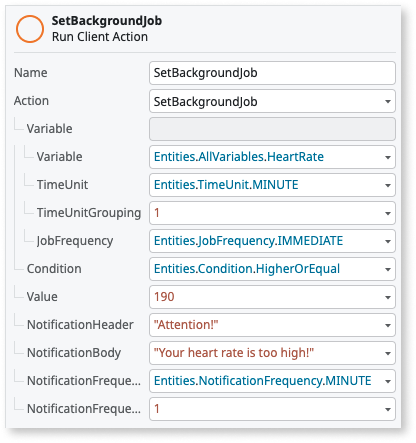 SetBackgroundJob
Run Client Action
Name SetBackgroundJob
Action SetBackgroundJob
Variable
Variable Entities.AllVariables.HeartRate
TimeUnit Entities.TimeUnit.MINUTE
TimeUnitGrouping 1
JobFrequency Entities.JobFrequency.IMMEDIATE
Condition Entities.Condition.HigherOrEqual
Value 190
NotificationHeader "Attention!"
NotificationBody "Your heart rate is too high!"
NotificationFreque... Entities.NotificationFrequency.MINUTE
NotificationFreque... 1